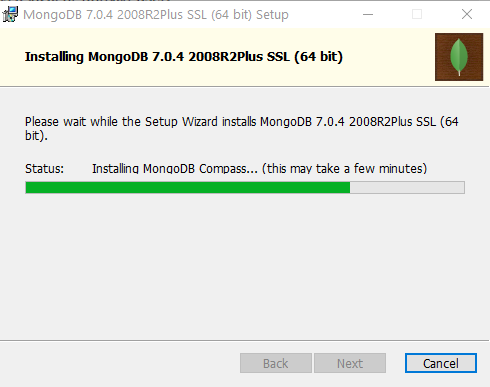 MongoDB 7.0.4 2008R2Plus SSL (64 bit) Setup
Installing MongoDB 7.0.4 2008R2Plus SSL (64 bit)
Please wait while the Setup Wizard installs MongoDB 7.0.4 2008R2Plus SSL (64
bit).
Status: Installing MongoDB Compass... (this may take a few minutes)
Back Next Cancel